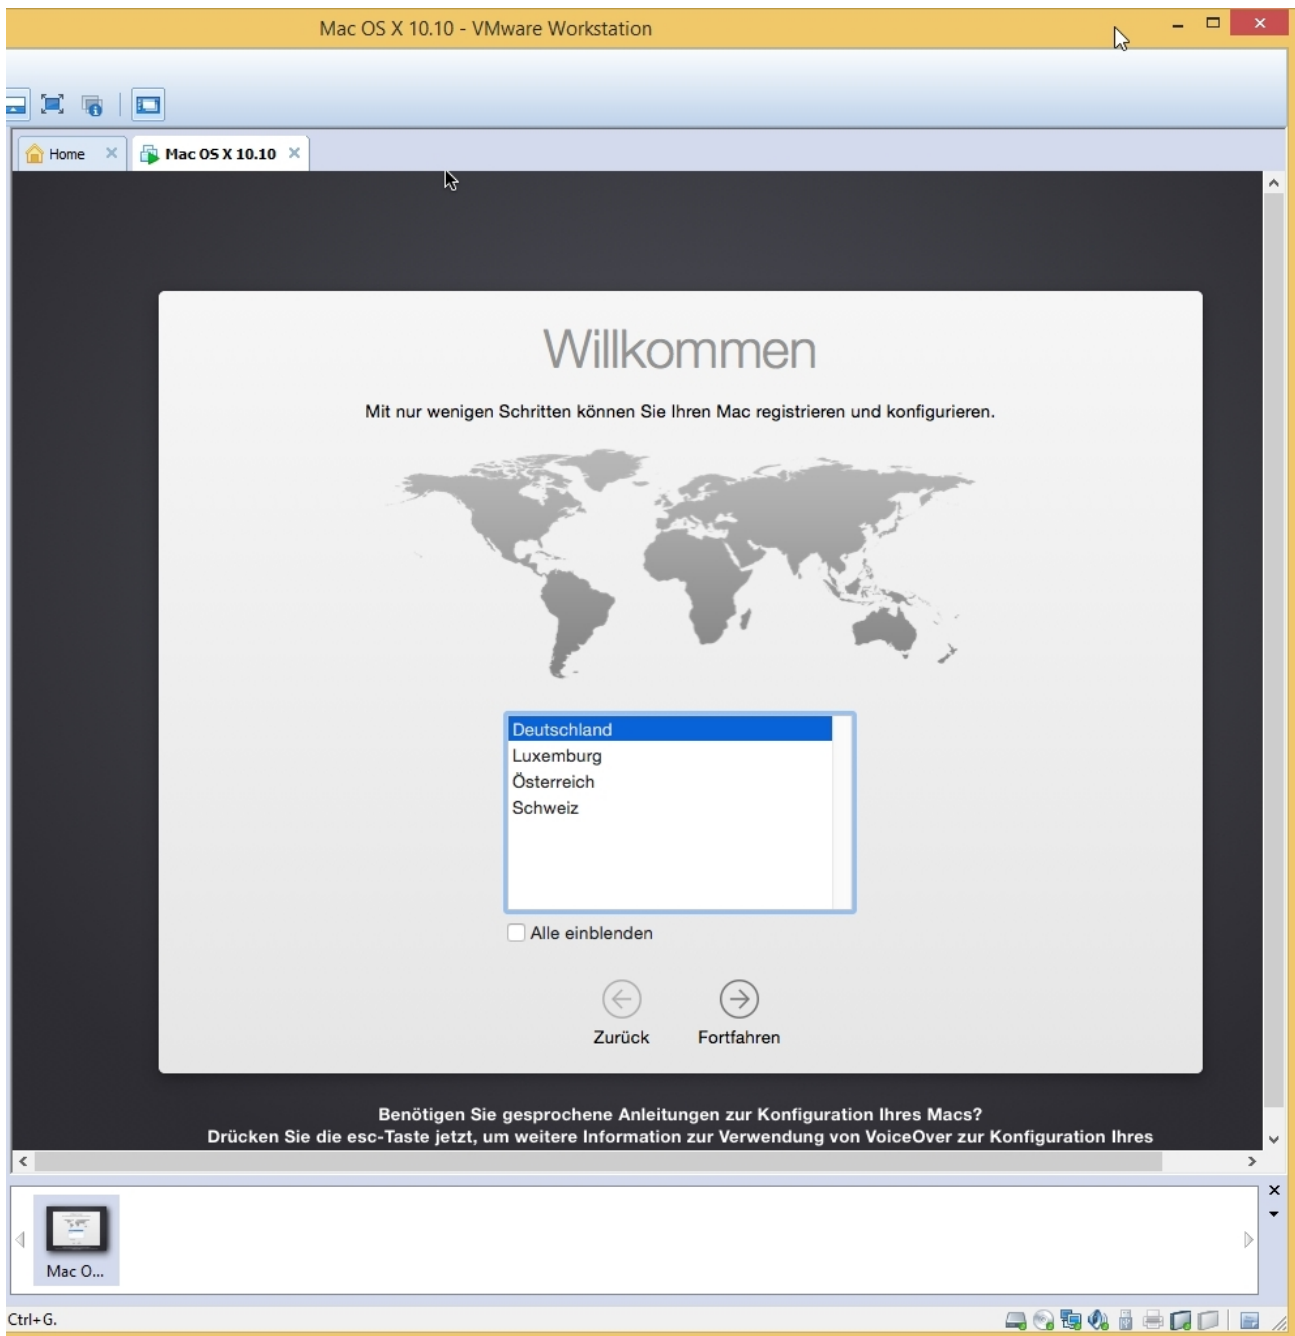 Mac OS X 10.10 - VMware Workstation
Home
Mac OS X 10.10
Willkommen
Mit nur wenigen Schritten können Sie Ihren Mac registrieren und konfigurieren.
Deutschland
Luxemburg
Österreich
Schweiz
Alle einblenden
Zurück Fortfahren
Benötigen Sie gesprochene Anleitungen zur Konfiguration Ihres Macs?
Drücken Sie die esc-Taste jetzt, um weitere Information zur Verwendung von VoiceOver zur Konfiguration Ihres
Mac O...
Ctrl+G.